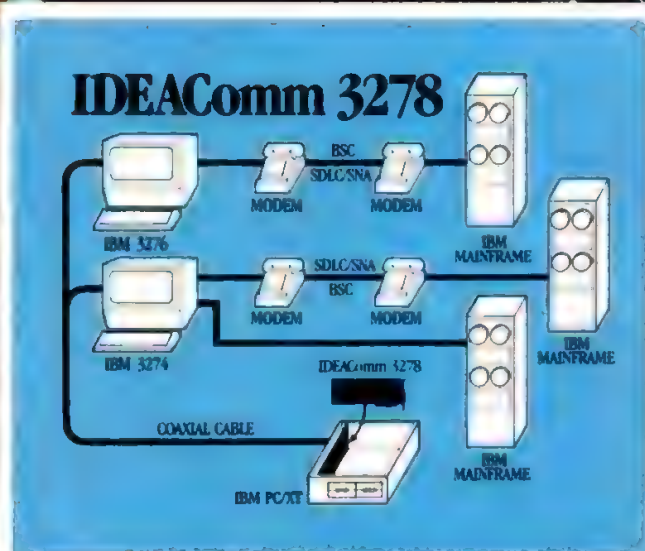 IDEAComm 3278
BSC
SDLC/SNA
MODEM
MODEM
IBM 3276
IBM
MAINFRAME
SDLC/SNA
BSC
MODEM
MODEM
IBM 3274
IBM
MAINFRAME
IDEAComm 3278
COAXIAL CABLE
IBM
MAINFRAME
IBM PC/XT